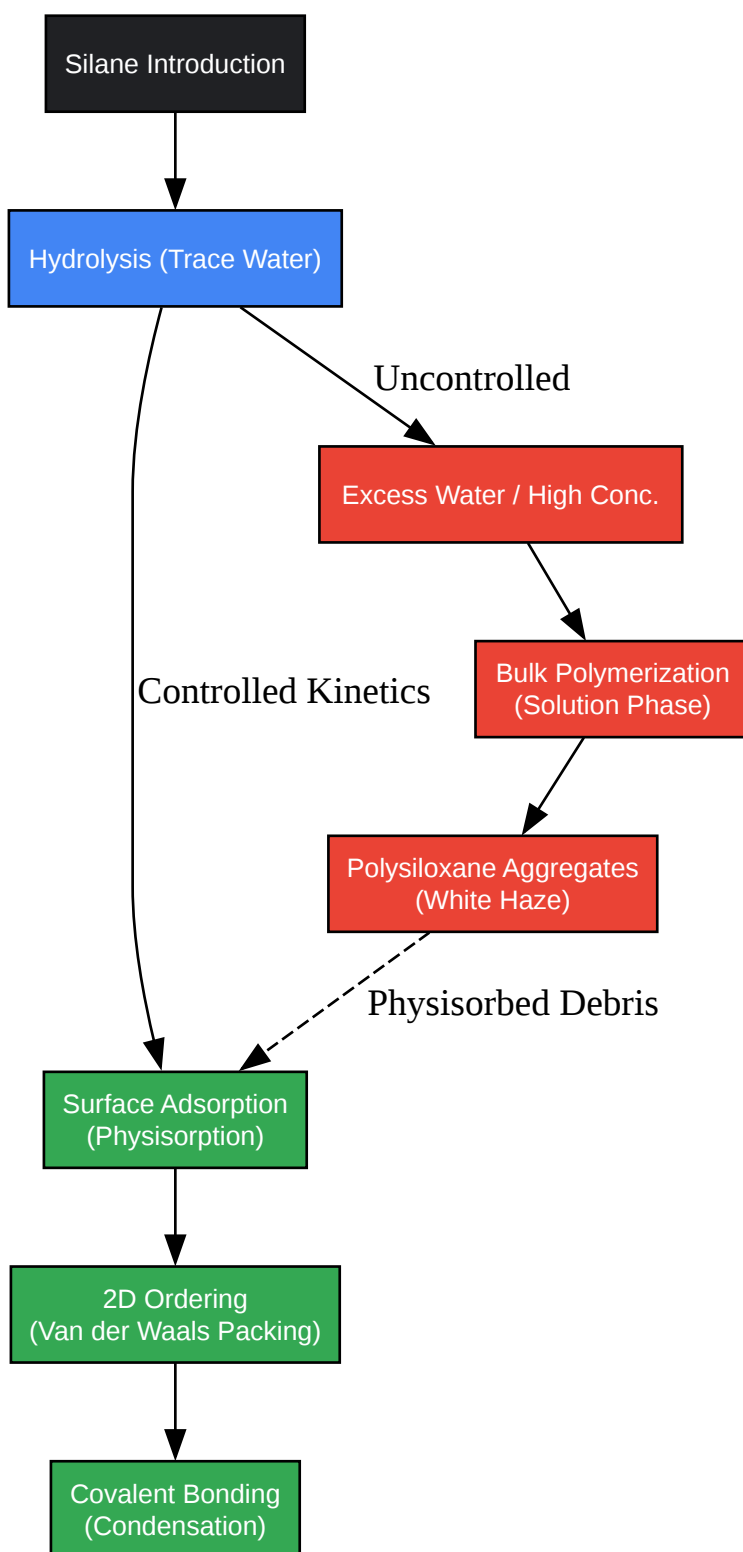 Silane Introduction
Hydrolysis (Trace Water)
Uncontrolled
Excess Water / High Conc.
Bulk Polymerization
(Solution Phase)
Controlled Kinetics
Polysiloxane Aggregates
(White Haze)
Physisorbed Debris
Surface Adsorption
(Physisorption)
2D Ordering
(Van der Waals Packing)
Covalent Bonding
(Condensation)